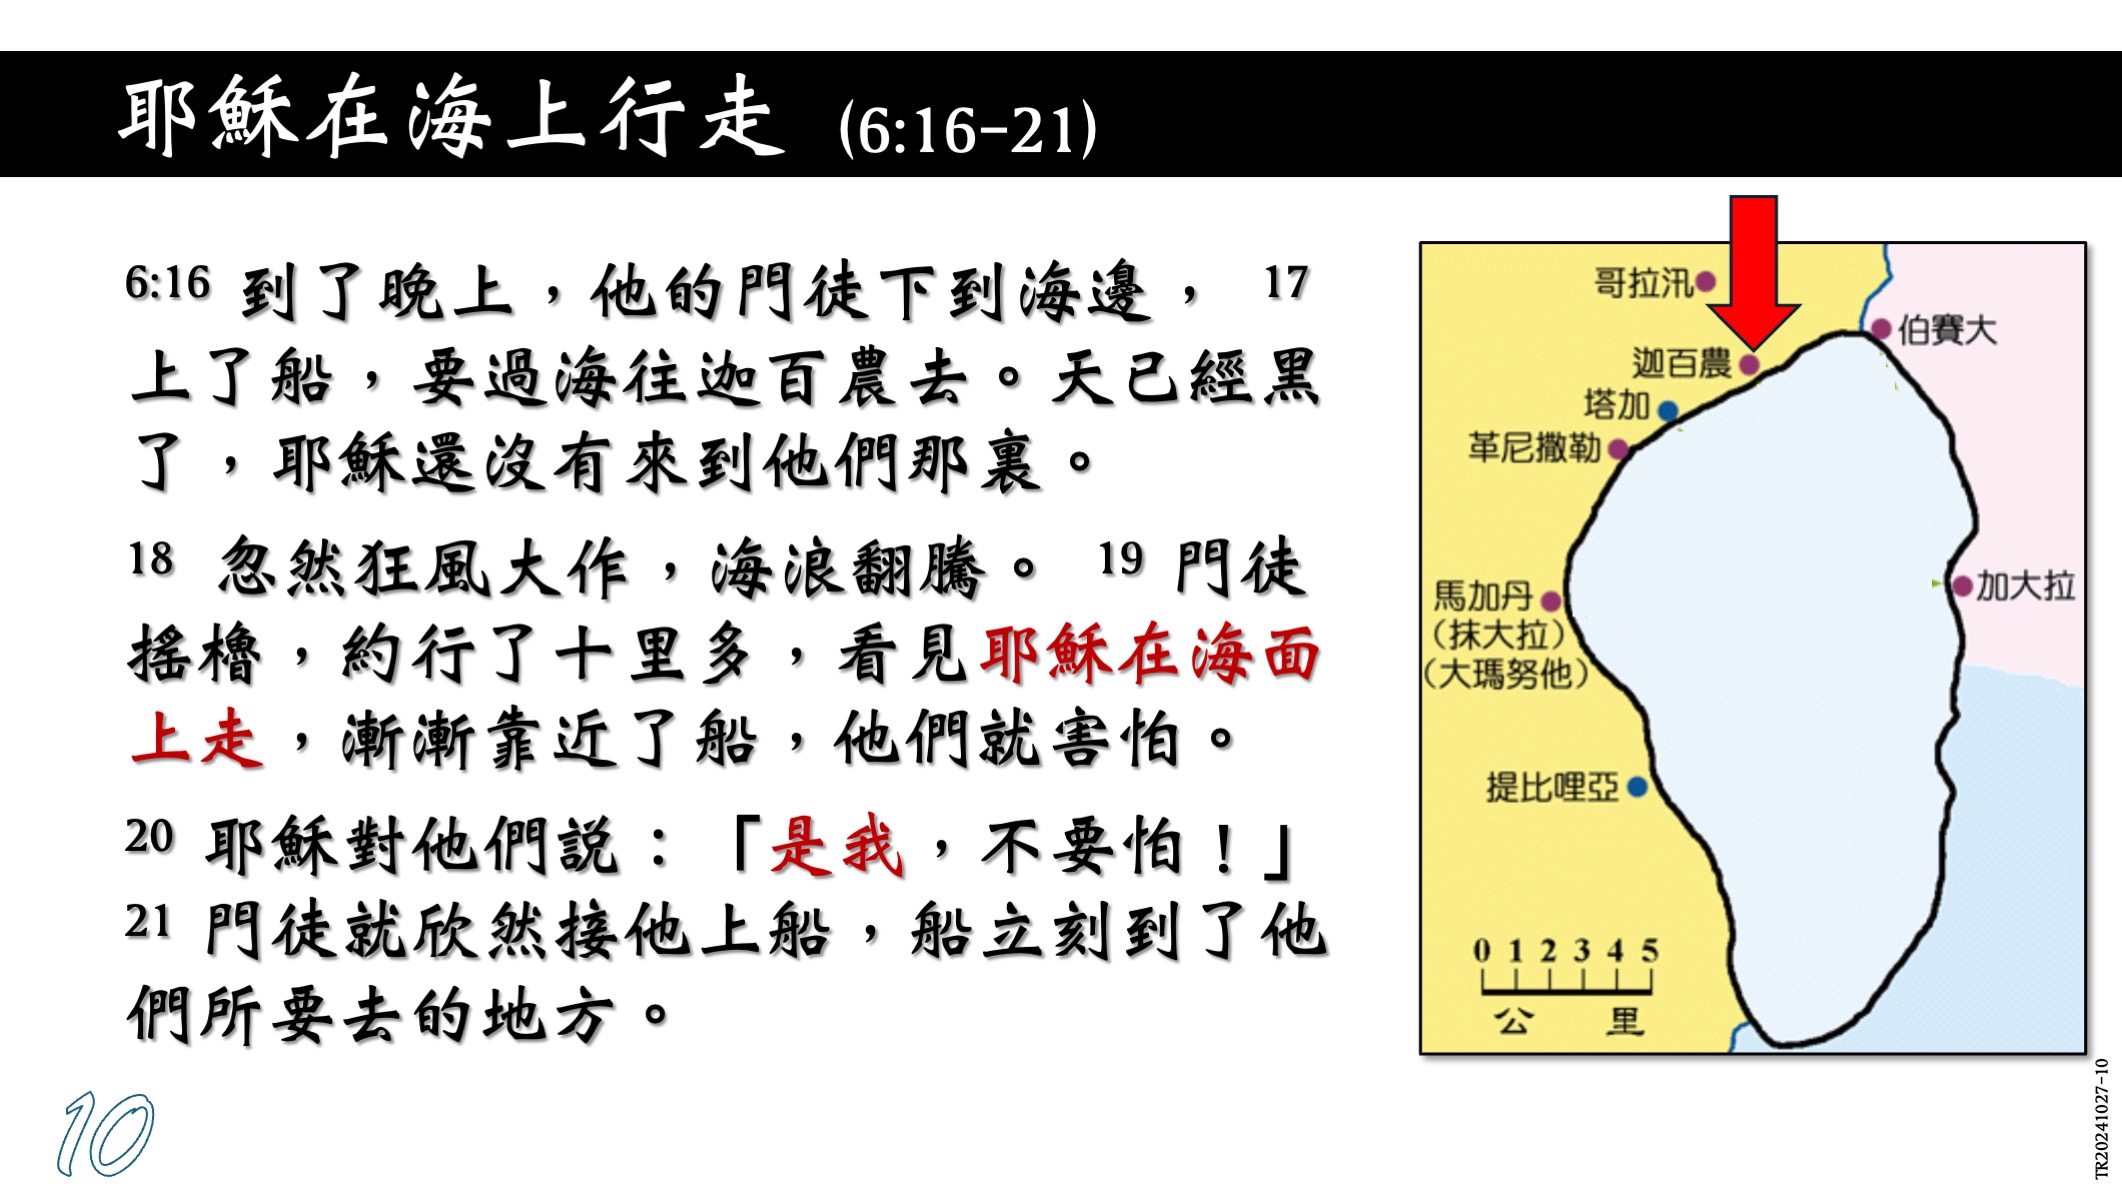 耶穌在海上行走 (6:16-21)
6:16 到了晚上，他的門徒下到海邊， 17
上了船，要過海往迦百農去。天已經黑
了，耶穌還沒有來到他們那裏。
18 忽然狂風大作，海浪翻騰。 19 門徒
搖櫓，約行了十里多，看見耶穌在海面
上走，漸漸靠近了船，他們就害怕。
20 耶穌對他們說：「是我，不要怕！」
21 門徒就欣然接他上船，船立刻到了他
們所要去的地方。
哥拉汛
伯賽大
迦百農
塔加
革尼撒勒
加大拉
馬加丹
（抹大拉）
（大瑪努他）
提比哩亞
0 1 2 3 4 5
公 里
10
TR20241027-10